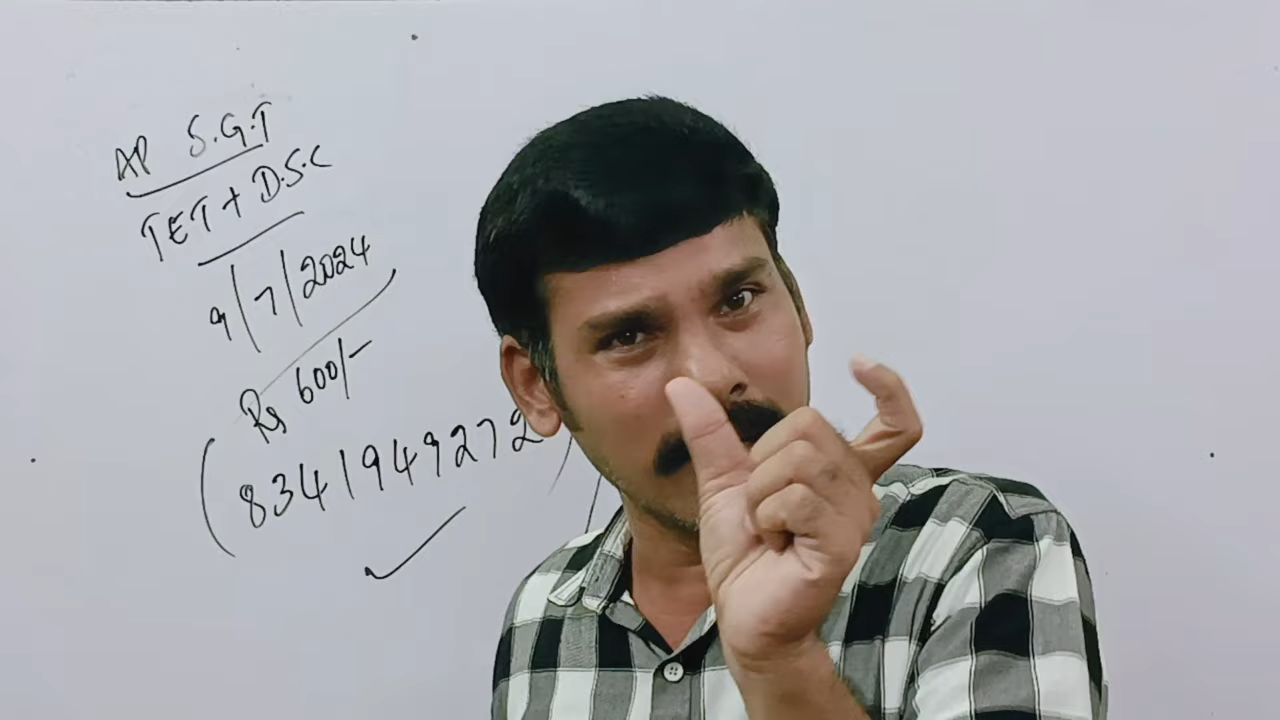 AP S.G.T
TET + D.S.C
9/7/2024
Rs 600/-
(8341949272